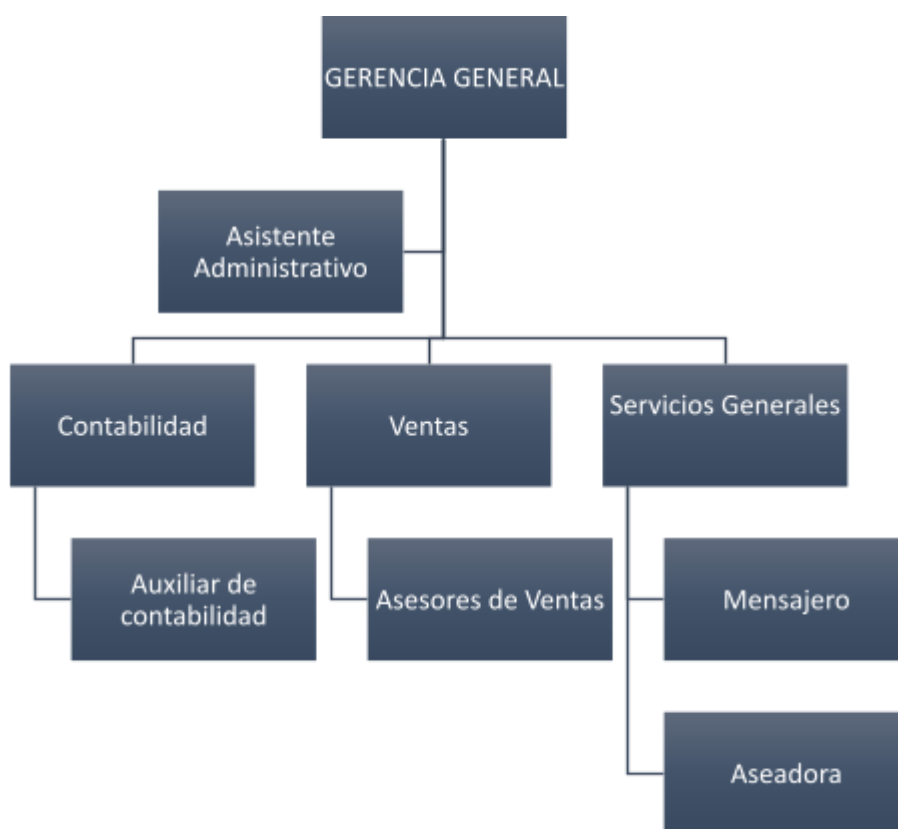 GERENCIA GENERAL
Asistente
Administrativo
Contabilidad
Ventas
Servicios Generales
Auxiliar de
contabilidad
Asesores de Ventas
Mensajero
Aseadora